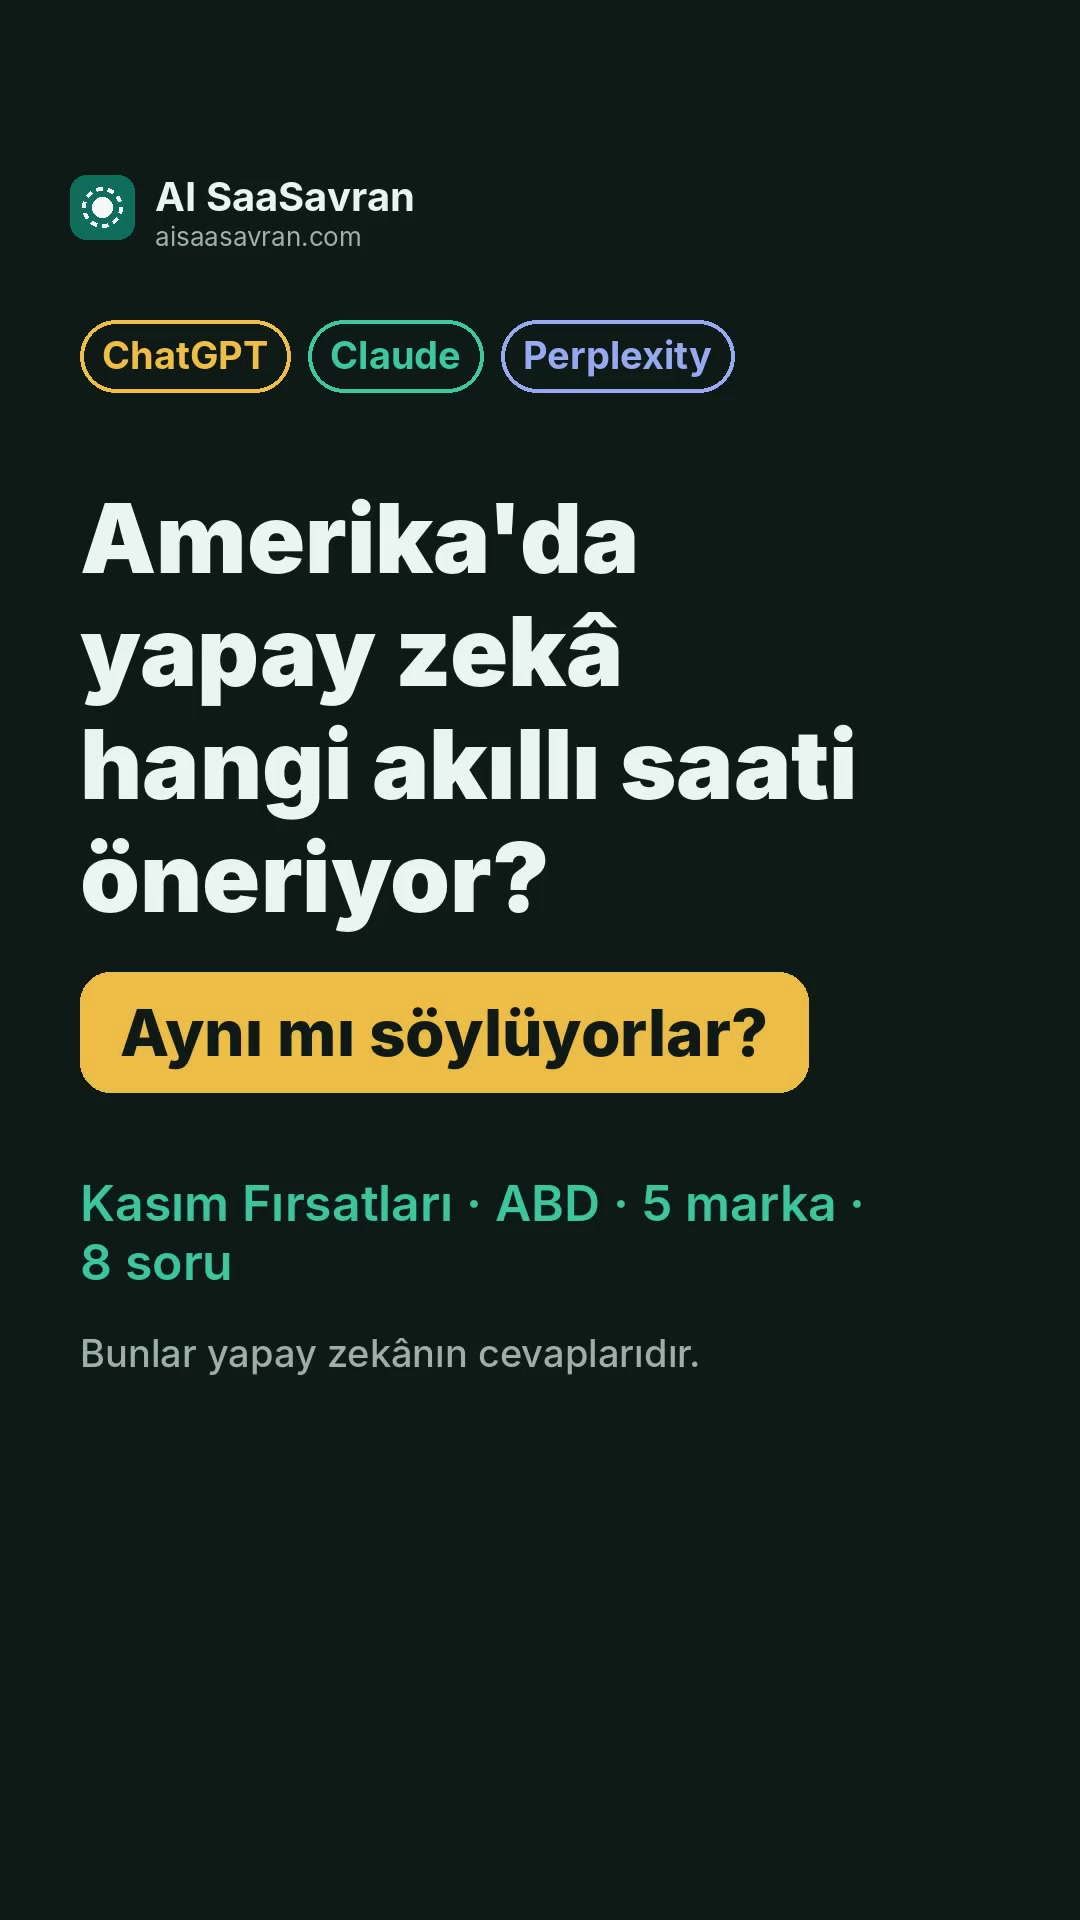 AI SaaSavran
aisaasavran.com
ChatGPT Claude Perplexity
Amerika'da
yapay zekâ
hangi akıllı saati
öneriyor?
Aynı mı söylüyorlar?
Kasım Fırsatları · ABD · 5 marka ·
8 soru
Bunlar yapay zekânın cevaplarıdır.